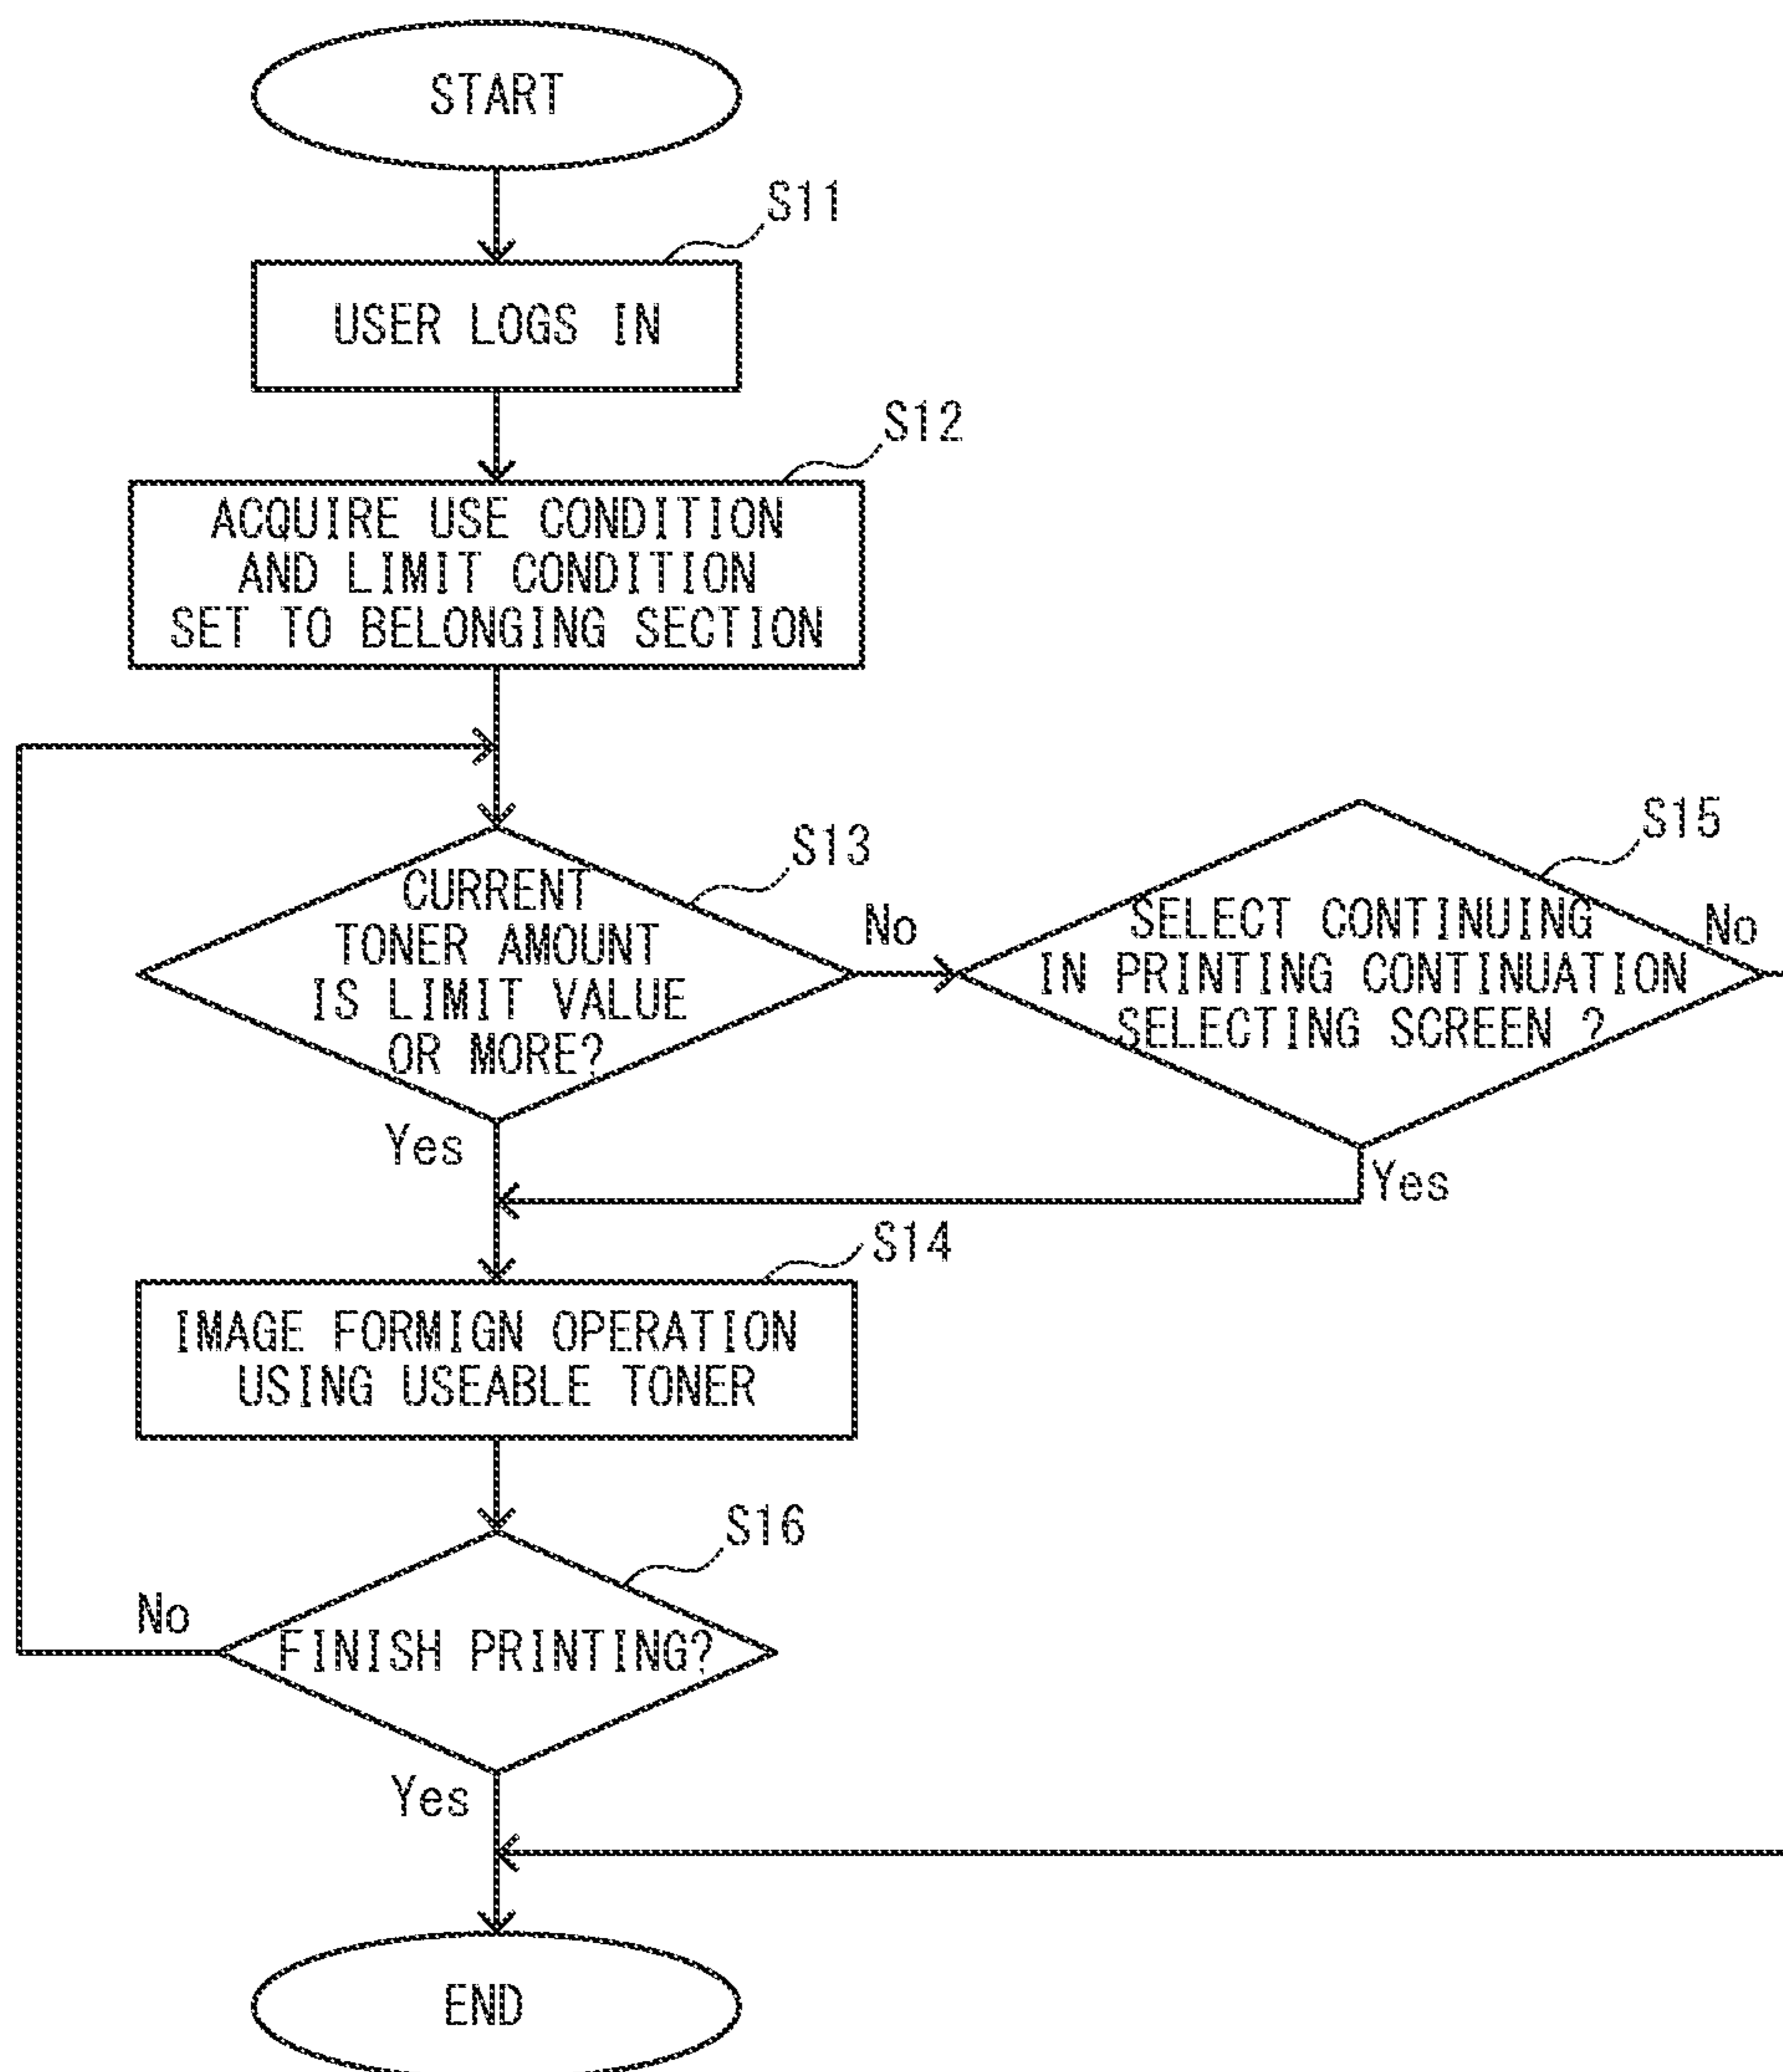 START
S11
USER LOGS IN
S12
ACQUIRE USE CONDITION
AND LIMIT CONDITION
SET TO BELONGING SECTION
S13
CURRENT
TONER AMOUNT
IS LIMIT VALUE
OR MORE?
No
Yes
S15
SELECT CONTINUING
IN PRINTING CONTINUATION
SELECTING SCREEN ?
No
Yes
S14
IMAGE FORMIGN OPERATION
USING USEABLE TONER
S16
FINISH PRINTING?
No
Yes
END